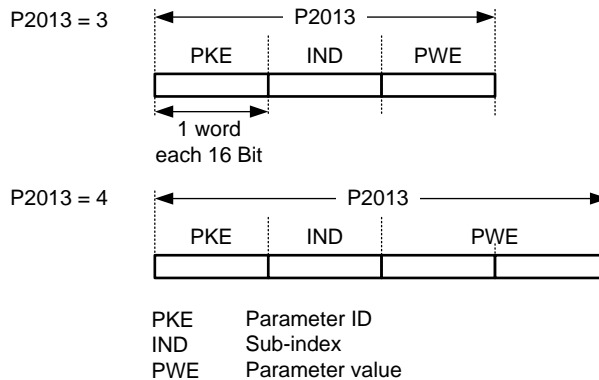 P2013 = 3 P2013
PKE IND PWE
1 word
each 16 Bit
P2013 = 4 P2013
PKE IND PWE
PKE Parameter ID
IND Sub-index
PWE Parameter value